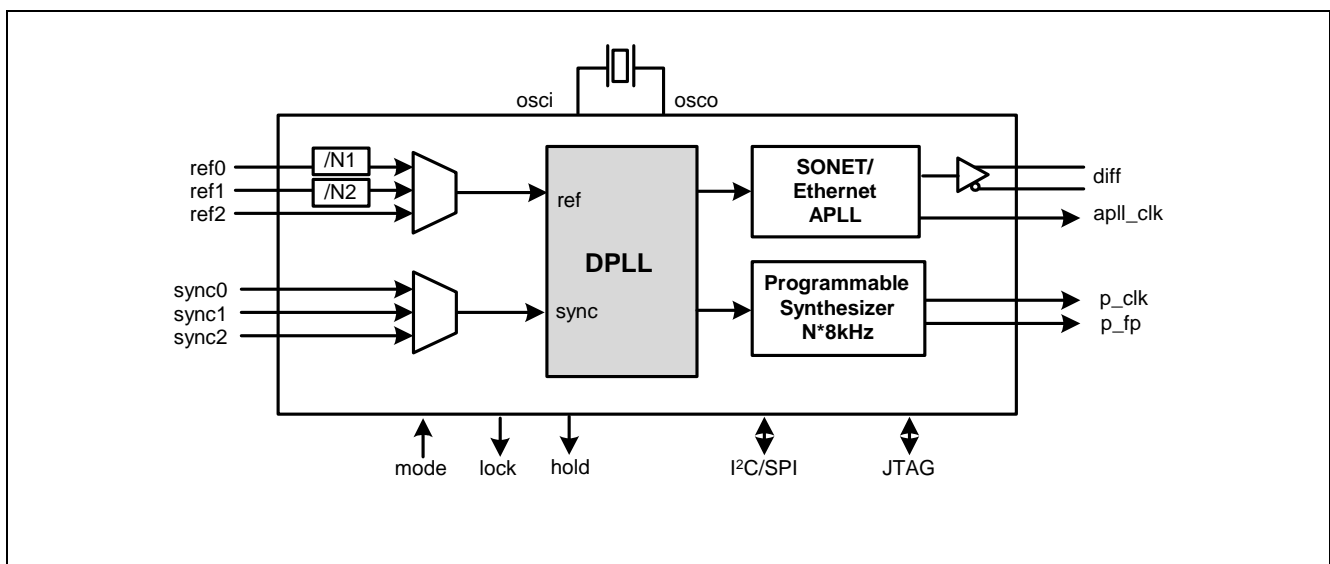 osci
osco
ref0
/N1
ref1
/N2
ref2
ref
SONET/
Ethernet
APLL
diff
apll_clk
DPLL
sync0
sync1
sync2
sync
Programmable
Synthesizer
N*8kHz
p_clk
p_fp
mode
lock
hold
I²C/SPI
JTAG